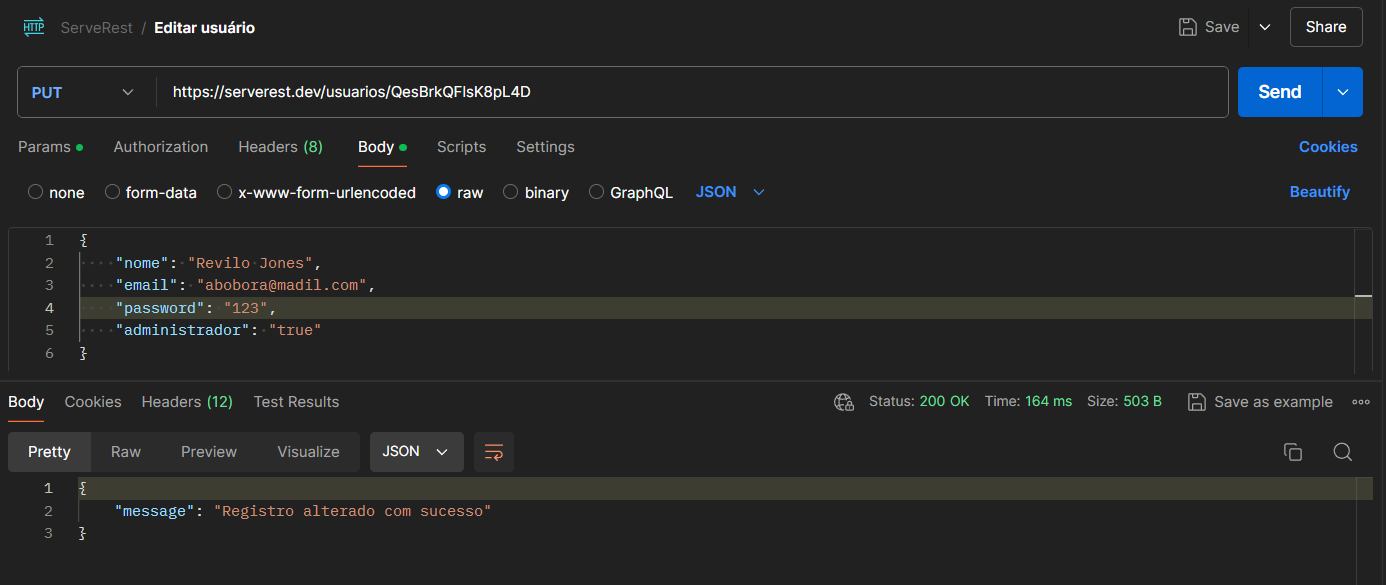 HTTP ServeRest / Editar usuário Save Share
PUT https://serverest.dev/usuarios/QesBrkQFlsK8pL4D Send
Params Authorization Headers (8) Body Scripts Settings Cookies
none form-data x-www-form-urlencoded raw binary GraphQL JSON Beautify
1 {
2 "nome": "Revilo Jones",
3 "email": "abobora@madil.com",
4 "password": "123",
5 "administrador": "true"
6 }
Body Cookies Headers (12) Test Results Status: 200 OK Time: 164 ms Size: 503 B Save as example
Pretty Raw Preview Visualize JSON
1 {
2 "message": "Registro alterado com sucesso"
3 }